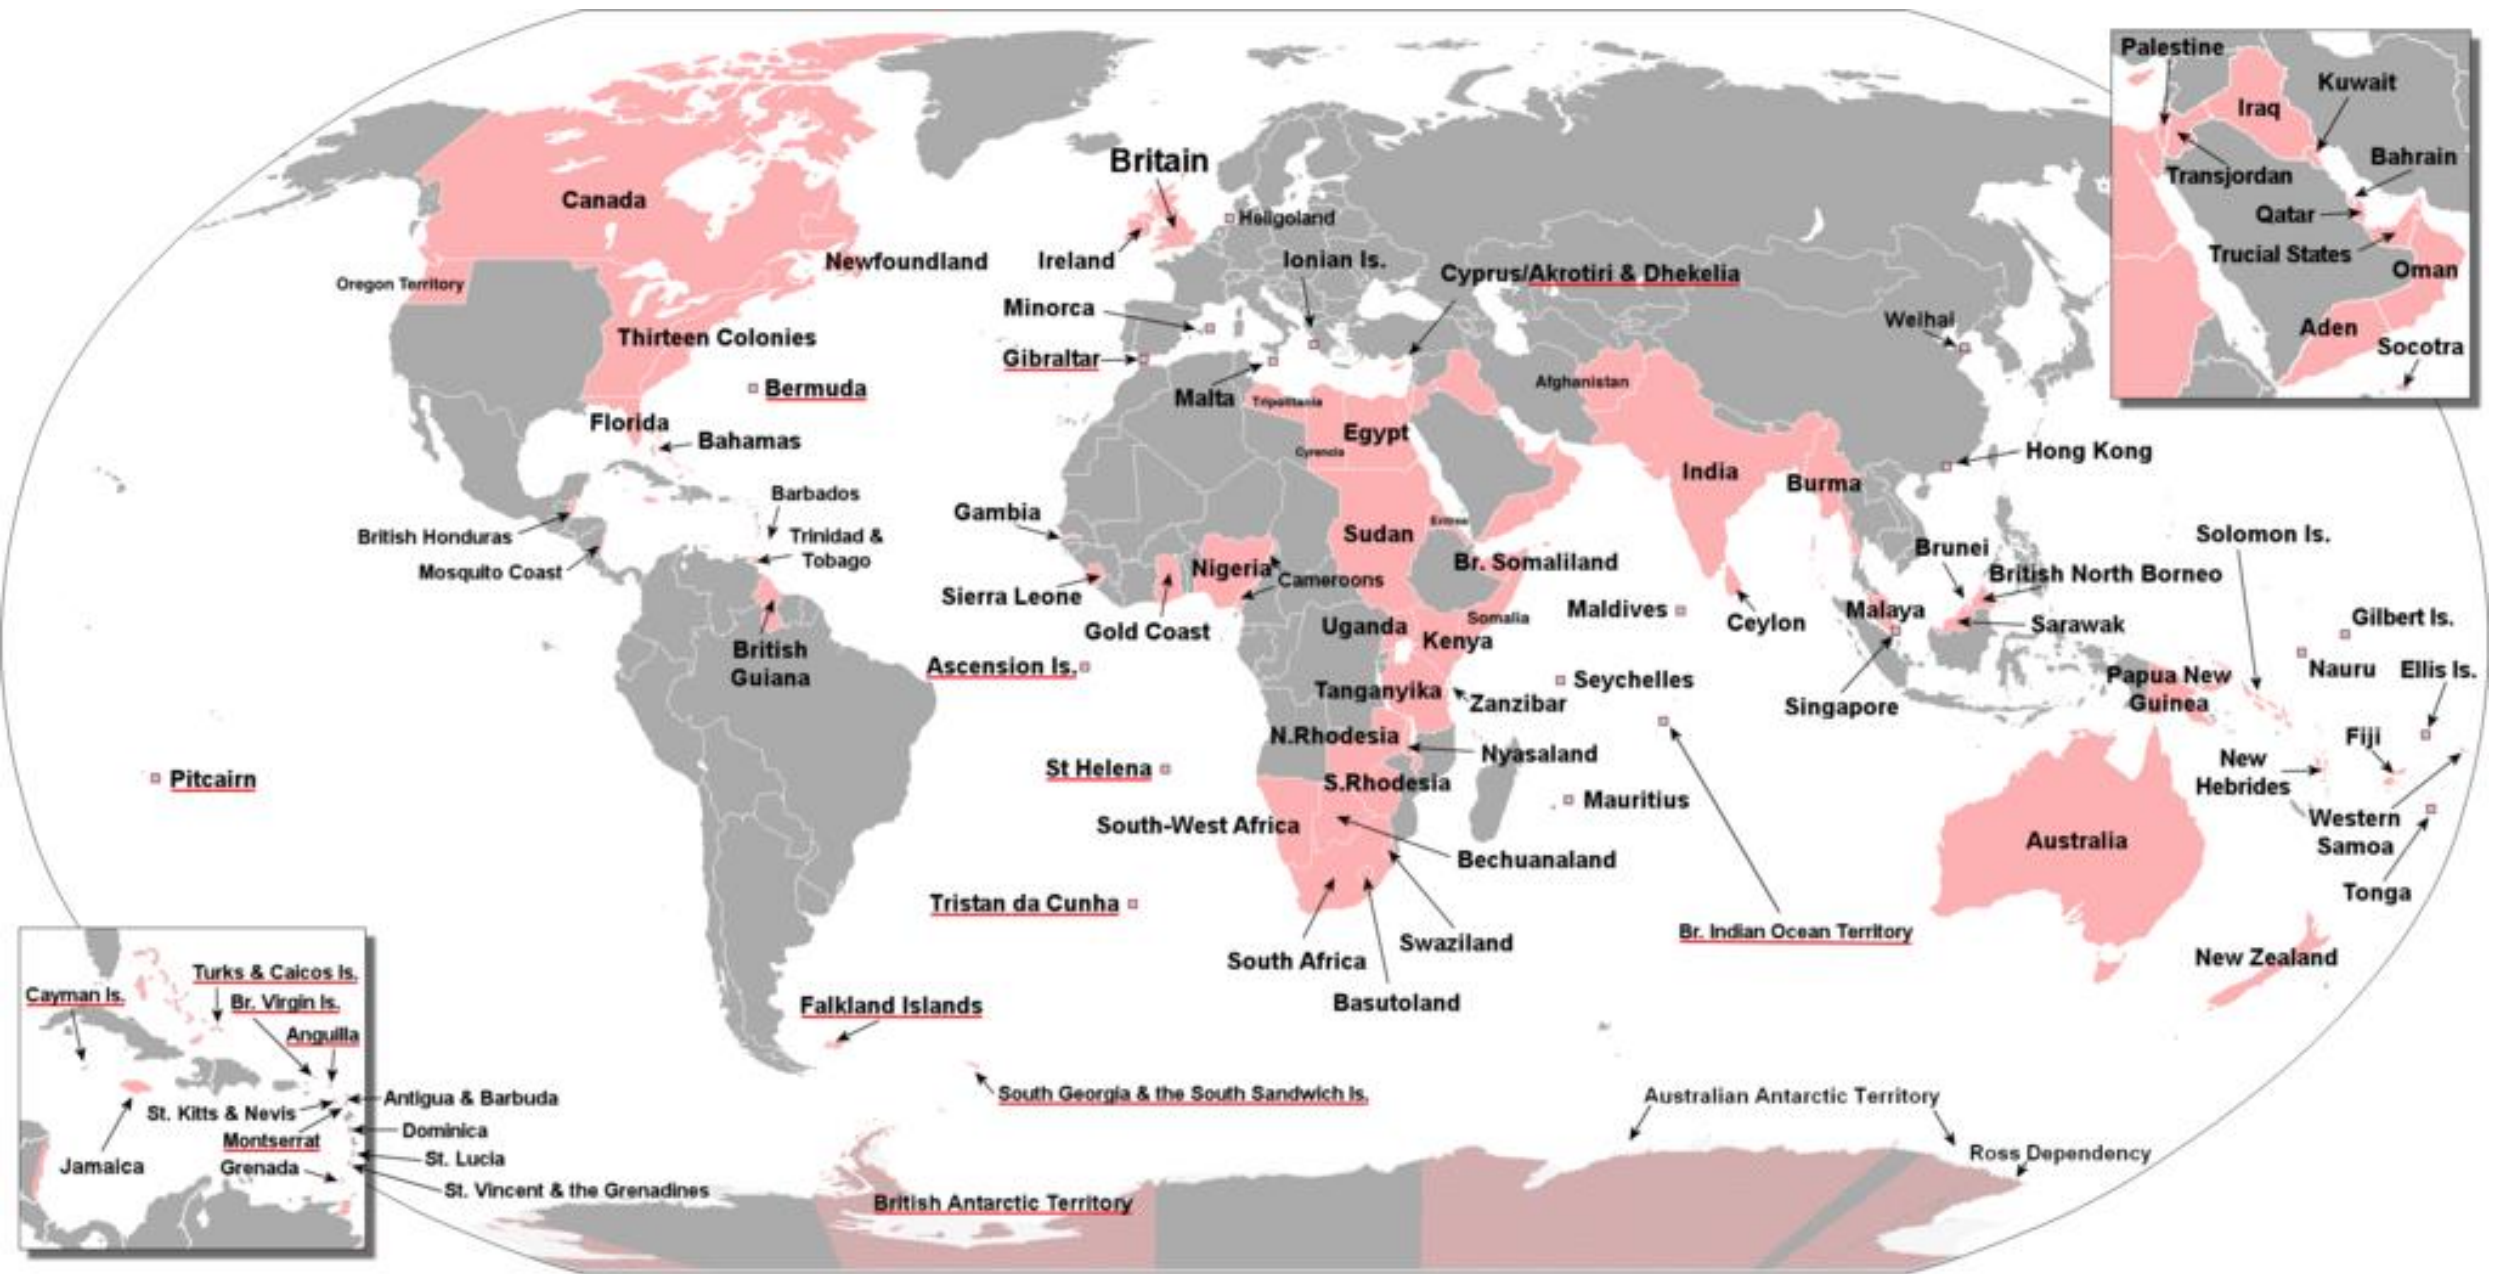 Britain
Canada
Newfoundland
Oregon Territory
Thirteen Colonies
Bermuda
Florida
Bahamas
Barbados
Trinidad &
Tobago
British Honduras
Mosquito Coast
British
Guiana
Pitcairn
Ireland
Heligoland
Ionian Is.
Minorca
Gibraltar
Malta
Cyprus/Akrotiri & Dhekelia
Tripolitania
Cyrencia
Egypt
Afghanistan
Weihai
Hong Kong
India
Burma
Gambia
Sierra Leone
Gold Coast
Nigeria
Cameroons
Sudan
Eritrea
Br. Somaliland
Somalia
Uganda
Kenya
Tanganyika
Zanzibar
N.Rhodesia
Nyasaland
S.Rhodesia
South-West Africa
Bechuanaland
Swaziland
South Africa
Basutoland
Ascension Is.
St Helena
Tristan da Cunha
Falkland Islands
South Georgia & the South Sandwich Is.
Maldives
Ceylon
Seychelles
Mauritius
Br. Indian Ocean Territory
Brunei
British North Borneo
Malaya
Sarawak
Singapore
Solomon Is.
Gilbert Is.
Nauru
Ellis Is.
Papua New
Guinea
Fiji
New
Hebrides
Western
Samoa
Tonga
Australia
New Zealand
Australian Antarctic Territory
Ross Dependency
British Antarctic Territory
Palestine
Kuwait
Iraq
Bahrain
Transjordan
Qatar
Trucial States
Oman
Aden
Socotra
Turks & Caicos Is.
Cayman Is.
Br. Virgin Is.
Anguilla
Antigua & Barbuda
St. Kitts & Nevis
Montserrat
Dominica
Jamaica
Grenada
St. Lucia
St. Vincent & the Grenadines